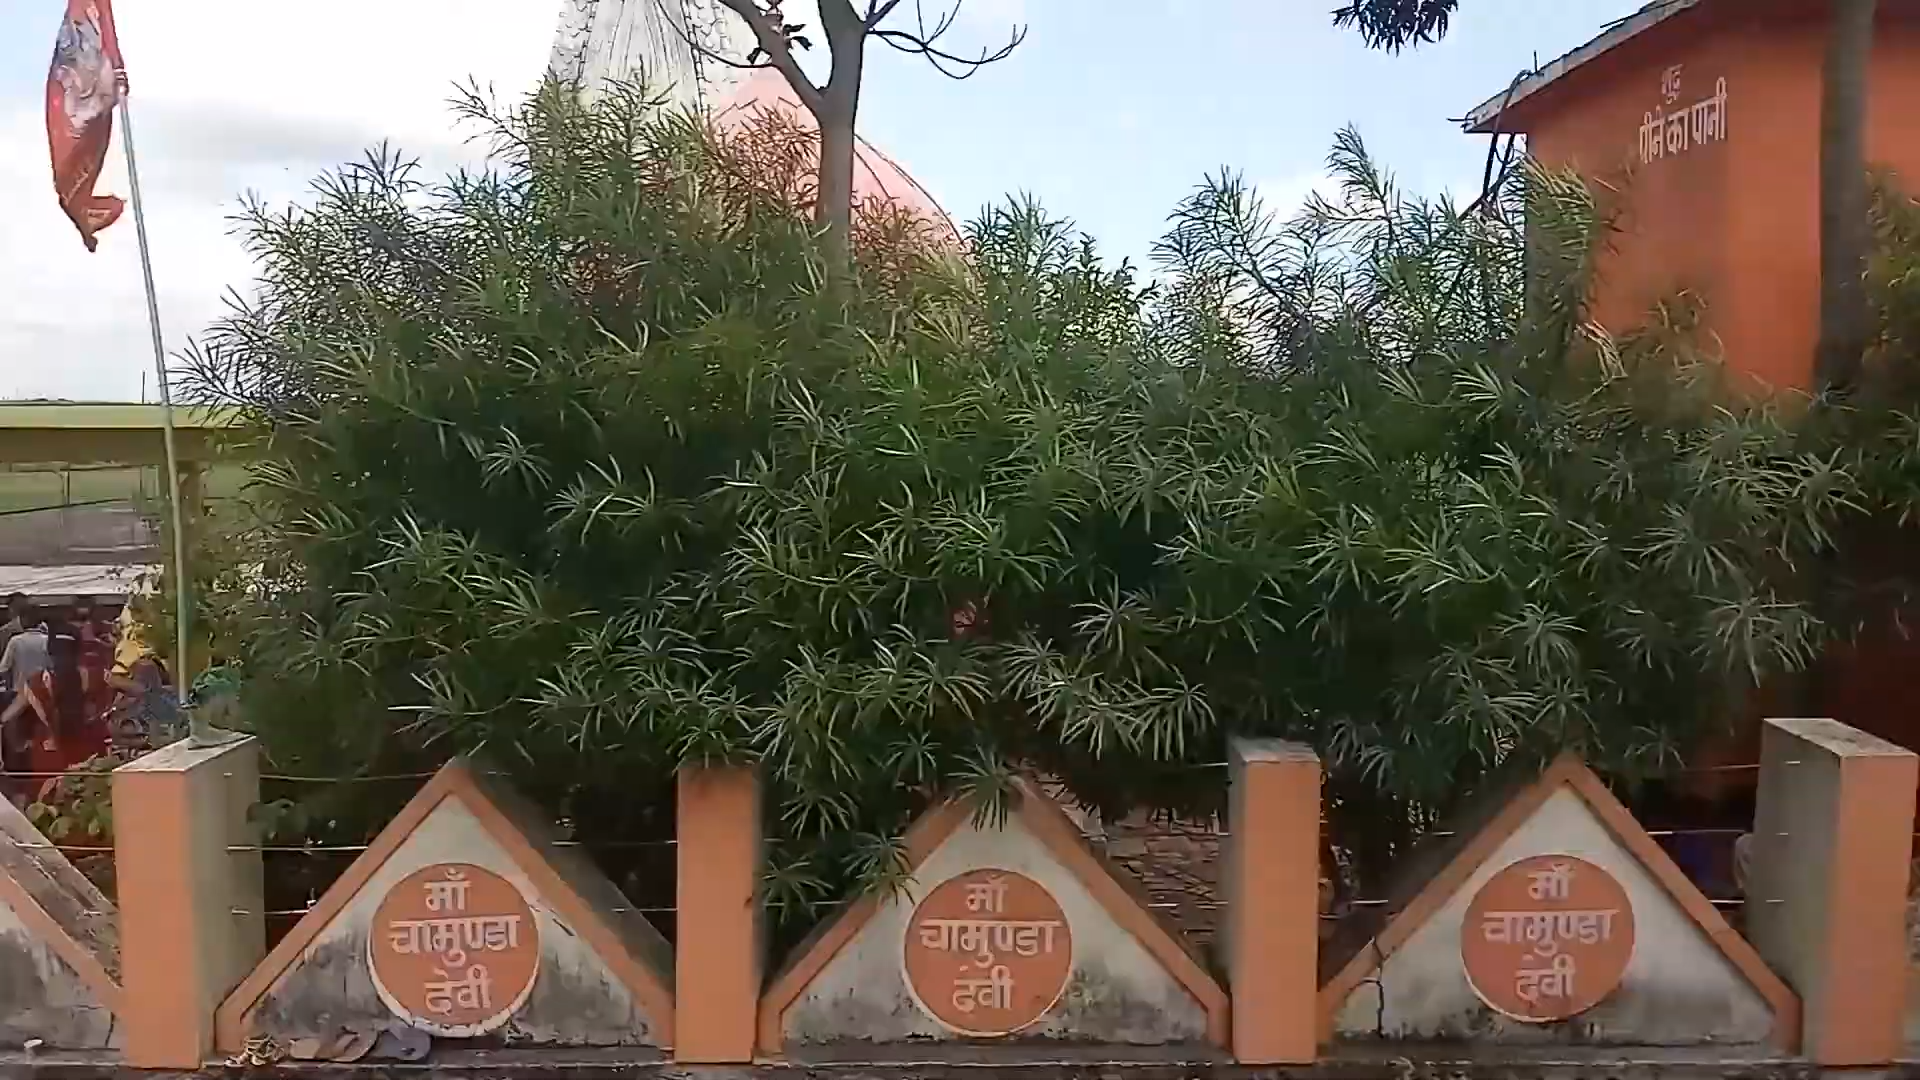 शुद्ध
पीने का पानी
माँ
चामुण्डा
देवी
माँ
चामुण्डा
देवी
माँ
चामुण्डा
देवी